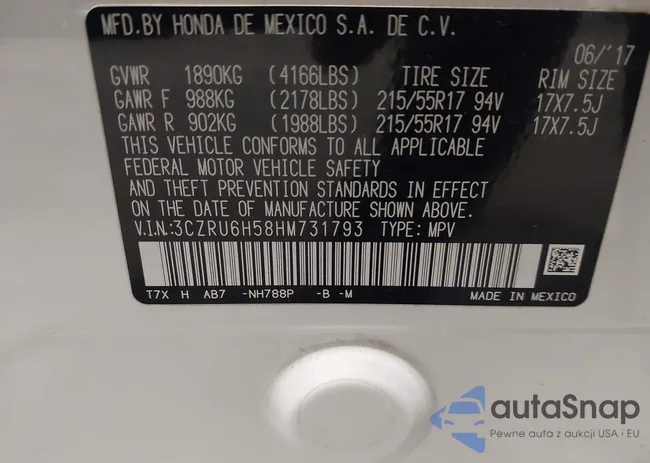 MFD.BY HONDA DE MEXICO S.A. DE C.V.
06/'17
GVWR 1890KG (4166LBS) TIRE SIZE RIM SIZE
GAWR F 988KG (2178LBS) 215/55R17 94V 17X7.5J
GAWR R 902KG (1988LBS) 215/55R17 94V 17X7.5J
THIS VEHICLE CONFORMS TO ALL APPLICABLE
FEDERAL MOTOR VEHICLE SAFETY
AND THEFT PREVENTION STANDARDS IN EFFECT
ON THE DATE OF MANUFACTURE SHOWN ABOVE.
V.I.N.:3CZRU6H58HM731793 TYPE: MPV
T7X H AB7 -NH788P -B -M MADE IN MEXICO
autaSnap
Pewne auta z aukcji USA i EU